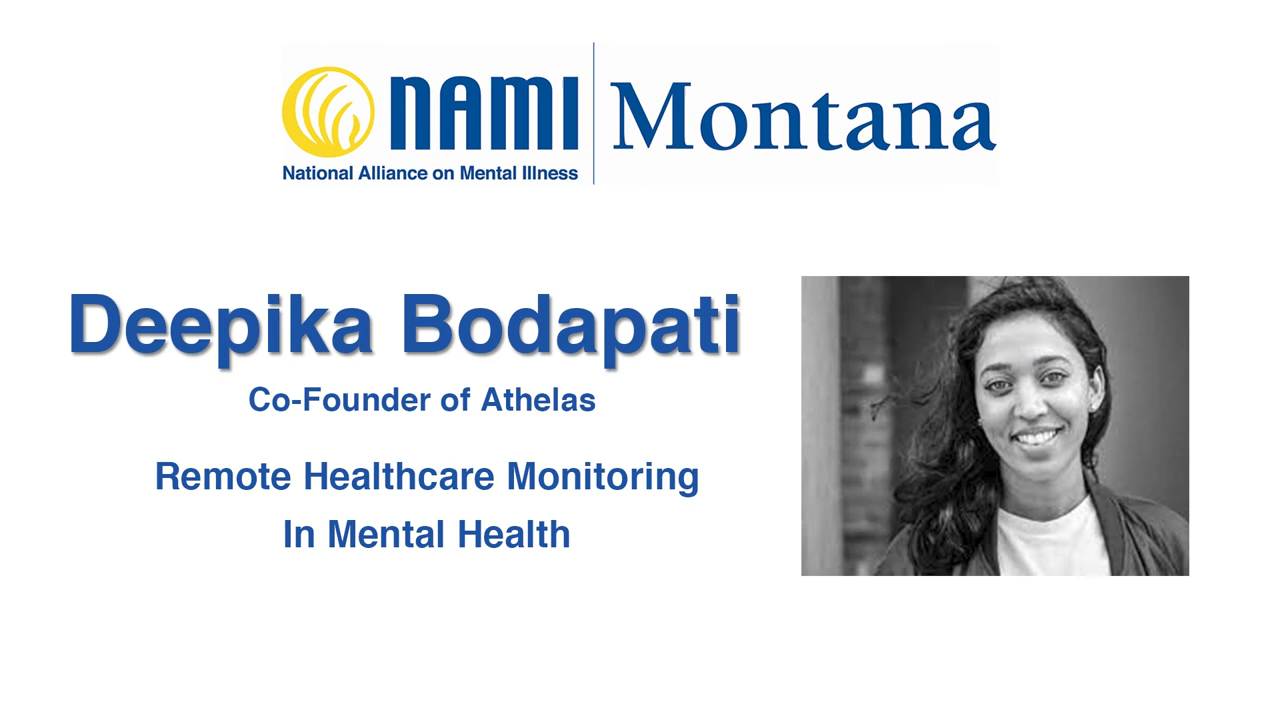 NAMI Montana
National Alliance on Mental Illness
Deepika Bodapati
Co-Founder of Athelas
Remote Healthcare Monitoring
In Mental Health